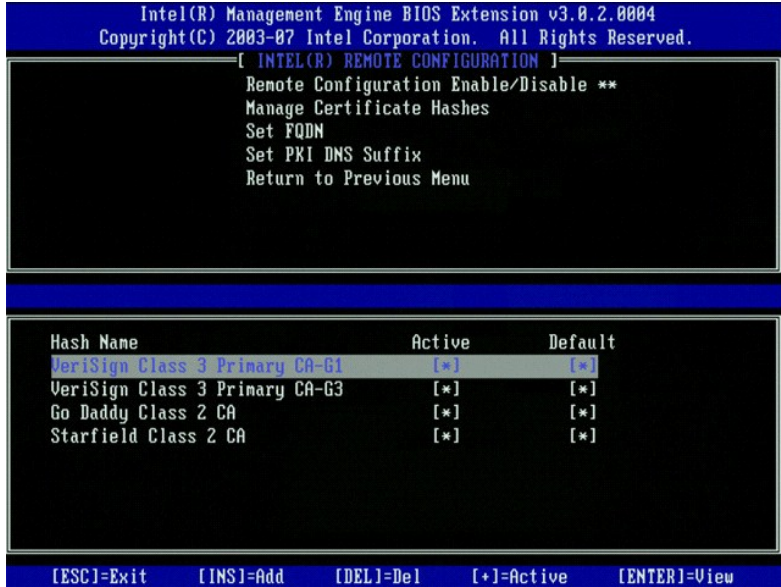 Intel(R) Management Engine BIOS Extension v3.0.2.0004
Copyright(C) 2003-07 Intel Corporation. All Rights Reserved.
[ INTEL(R) REMOTE CONFIGURATION ]
Remote Configuration Enable/Disable **
Manage Certificate Hashes
Set FQDN
Set PKI DNS Suffix
Return to Previous Menu
Hash Name Active Default
VeriSign Class 3 Primary CA-G1 [*] [*]
VeriSign Class 3 Primary CA-G3 [*] [*]
Go Daddy Class 2 CA [*] [*]
Starfield Class 2 CA [*] [*]
[ESC]=Exit [INS]=Add [DEL]=Del [+]=Active [ENTER]=View